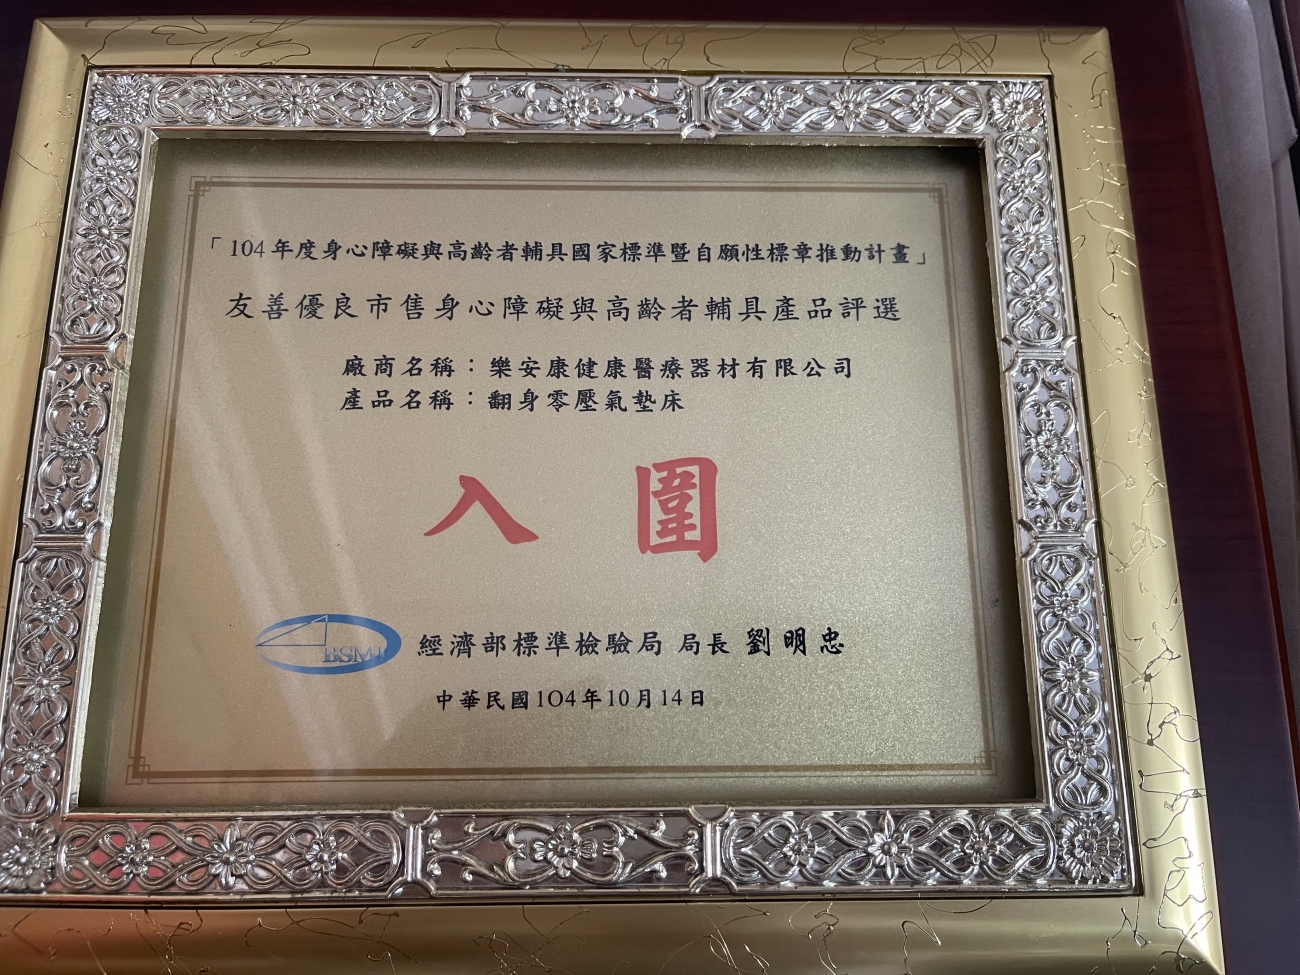 「104年度身心障礙與高齡者輔具國家標準暨自願性標章推動計畫」
友善優良市售身心障礙與高齡者輔具產品評選
廠商名稱：樂安康健康醫療器材有限公司
產品名稱：翻身零壓氣墊床
入圍
BSMI
經濟部標準檢驗局 局長 劉明忠
中華民國104年10月14日